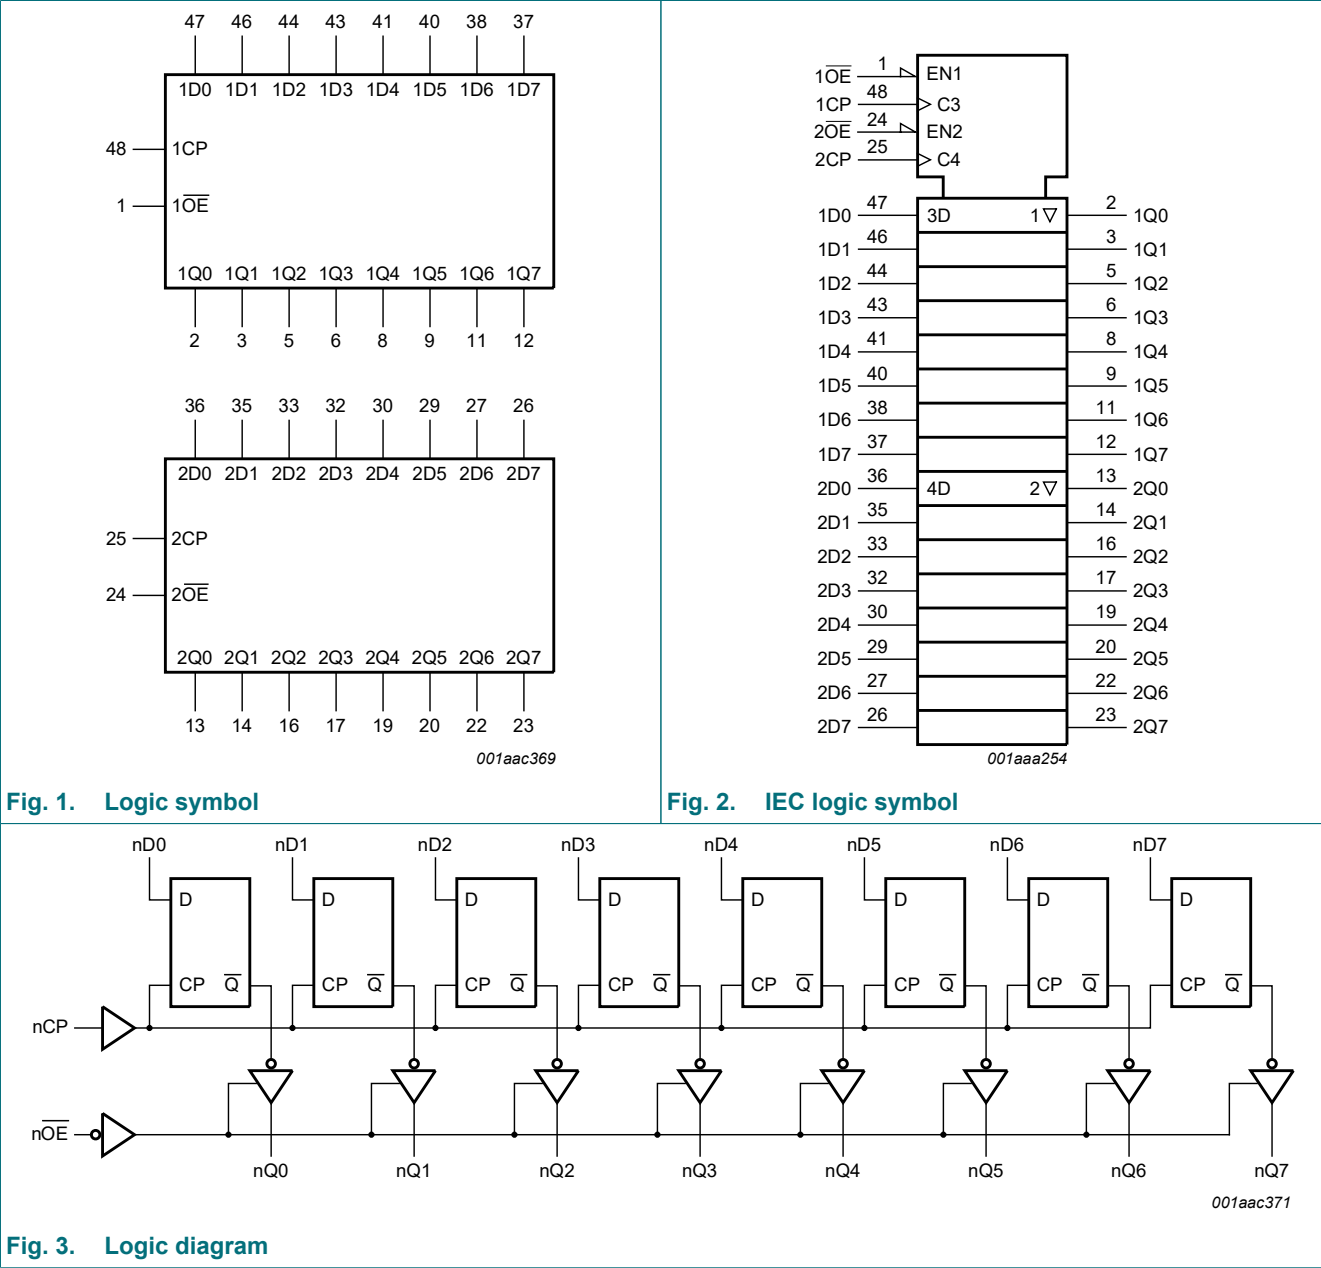 47 46 44 43 41 40 38 37
1D0 1D1 1D2 1D3 1D4 1D5 1D6 1D7
48 1CP
1 1O̅E̅
1Q0 1Q1 1Q2 1Q3 1Q4 1Q5 1Q6 1Q7
2 3 5 6 8 9 11 12
36 35 33 32 30 29 27 26
2D0 2D1 2D2 2D3 2D4 2D5 2D6 2D7
25 2CP
24 2O̅E̅
2Q0 2Q1 2Q2 2Q3 2Q4 2Q5 2Q6 2Q7
13 14 16 17 19 20 22 23
001aac369
Fig. 1. Logic symbol
1O̅E̅ 1 EN1
1CP 48 C3
2O̅E̅ 24 EN2
2CP 25 C4
1D0 47 3D 1▽ 2 1Q0
1D1 46 3 1Q1
1D2 44 5 1Q2
1D3 43 6 1Q3
1D4 41 8 1Q4
1D5 40 9 1Q5
1D6 38 11 1Q6
1D7 37 12 1Q7
2D0 36 4D 2▽ 13 2Q0
2D1 35 14 2Q1
2D2 33 16 2Q2
2D3 32 17 2Q3
2D4 30 19 2Q4
2D5 29 20 2Q5
2D6 27 22 2Q6
2D7 26 23 2Q7
001aaa254
Fig. 2. IEC logic symbol
nD0 nD1 nD2 nD3 nD4 nD5 nD6 nD7
D D D D D D D D
CP Q̅ CP Q̅ CP Q̅ CP Q̅ CP Q̅ CP Q̅ CP Q̅ CP Q̅
nCP
nO̅E̅
nQ0 nQ1 nQ2 nQ3 nQ4 nQ5 nQ6 nQ7
001aac371
Fig. 3. Logic diagram